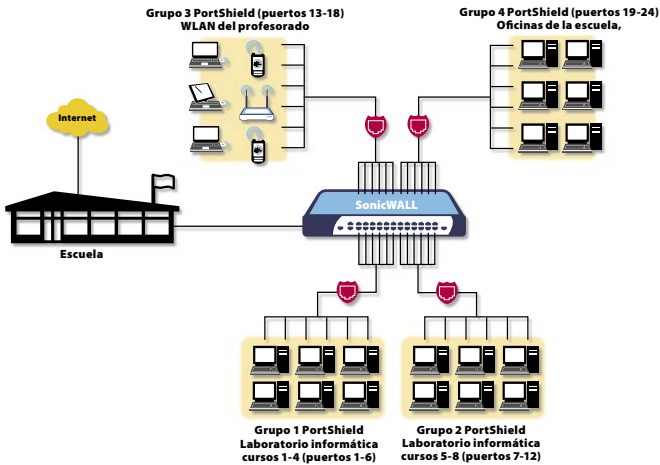 Grupo 3 PortShield (puertos 13-18)
WLAN del profesorado
Grupo 4 PortShield (puertos 19-24)
Oficinas de la escuela,
Internet
SonicWALL
Escuela
Grupo 1 PortShield
Laboratorio informática
cursos 1-4 (puertos 1-6)
Grupo 2 PortShield
Laboratorio informática
cursos 5-8 (puertos 7-12)